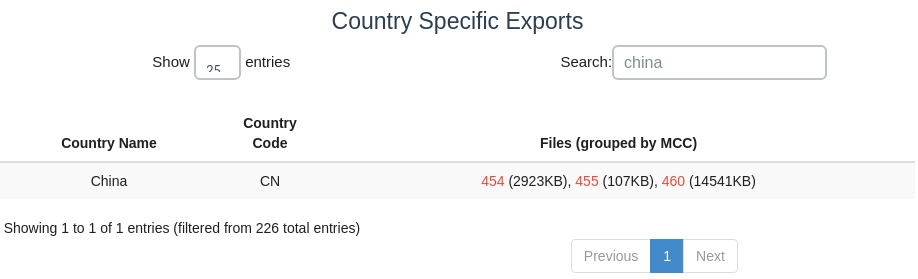 Country Specific Exports
Show 25 entries
Search: china
Country Name
Country Code
Files (grouped by MCC)
China CN 454 (2923KB), 455 (107KB), 460 (14541KB)
Showing 1 to 1 of 1 entries (filtered from 226 total entries)
Previous 1 Next